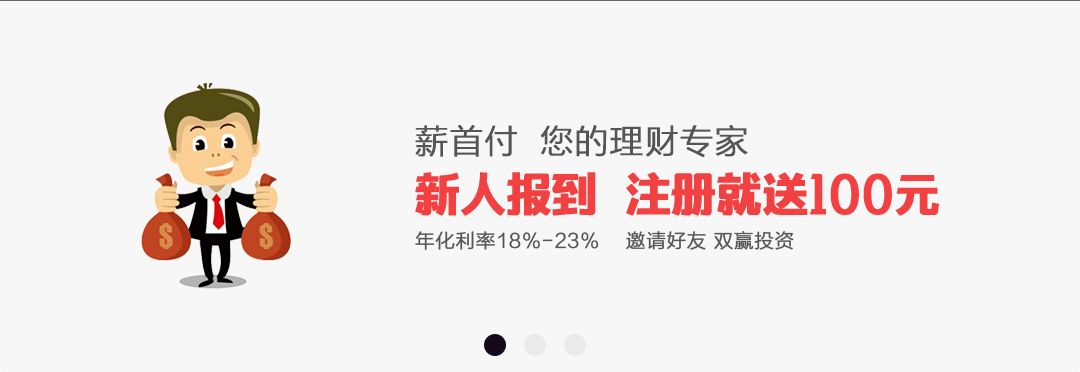 薪首付 您的理财专家
新人报到 注册就送100元
年化利率18%-23% 邀请好友 双赢投资
$ $